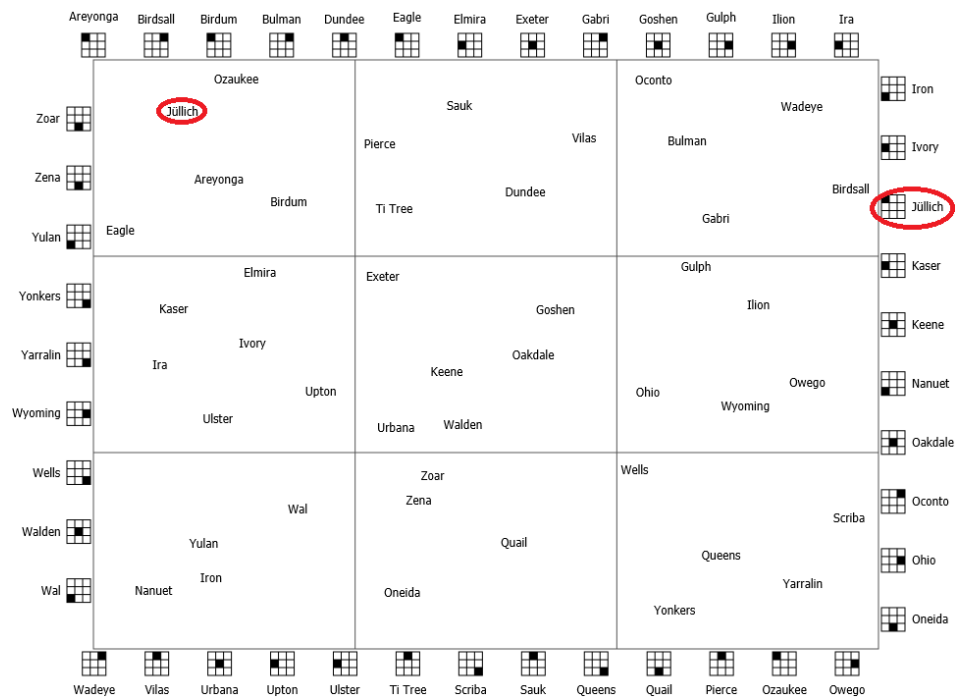 Areyonga Birdsall Birdum Bulman Dundee Eagle Elmira Exeter Gabri Goshen Gulph Ilion Ira
Ozaukee
Oconto
Iron
Jüllich
Sauk
Wadeye
Zoar
Pierce
Vilas
Bulman
Ivory
Zena
Areyonga
Dundee
Birdsall
Birdum
Ti Tree
Gabri
Jüllich
Yulan
Eagle
Elmira
Exeter
Gulph
Kaser
Yonkers
Kaser
Goshen
Ilion
Keene
Ivory
Yarralin
Ira
Keene
Oakdale
Nanuet
Upton
Ohio
Owego
Wyoming
Ulster
Urbana
Walden
Wyoming
Oakdale
Wells
Zoar
Wells
Zena
Oconto
Wal
Scriba
Walden
Yulan
Quail
Queens
Ohio
Wal
Nanuet
Iron
Oneida
Yarralin
Yonkers
Oneida
Wadeye Vilas Urbana Upton Ulster Ti Tree Scriba Sauk Queens Quail Pierce Ozaukee Owego